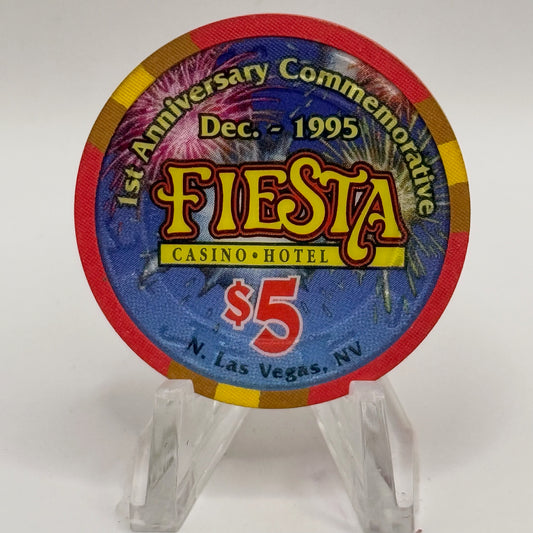 1st Anniversary Commemorative
Dec. - 1995
FIESTA
CASINO • HOTEL
$5
N. Las Vegas, NV